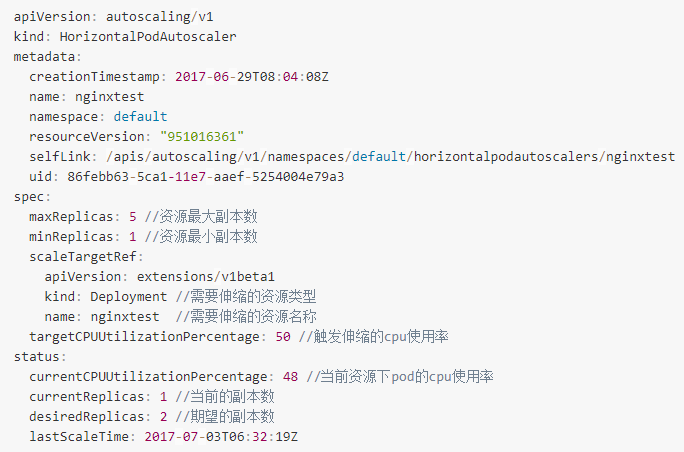 apiVersion: autoscaling/v1
kind: HorizontalPodAutoscaler
metadata:
  creationTimestamp: 2017-06-29T08:04:08Z
  name: nginxtest
  namespace: default
  resourceVersion: "951016361"
  selfLink: /apis/autoscaling/v1/namespaces/default/horizontalpodautoscalers/nginxtest
  uid: 86febb63-5ca1-11e7-aaef-5254004e79a3
spec:
  maxReplicas: 5 //资源最大副本数
  minReplicas: 1 //资源最小副本数
  scaleTargetRef:
    apiVersion: extensions/v1beta1
    kind: Deployment //需要伸缩的资源类型
    name: nginxtest  //需要伸缩的资源名称
  targetCPUUtilizationPercentage: 50 //触发伸缩的cpu使用率
status:
  currentCPUUtilizationPercentage: 48 //当前资源下pod的cpu使用率
  currentReplicas: 1 //当前的副本数
  desiredReplicas: 2 //期望的副本数
  lastScaleTime: 2017-07-03T06:32:19Z